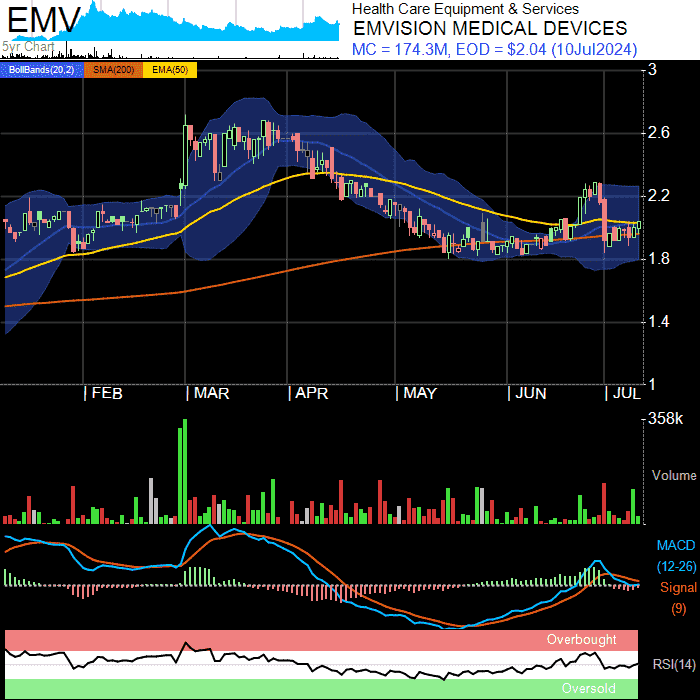 EMV
5yr Chart
Health Care Equipment & Services
EMVISION MEDICAL DEVICES
MC = 174.3M, EOD = $2.04 (10Jul2024)
BollBands(20,2) SMA(200) EMA(50)
3
2.6
2.2
1.8
1.4
1
FEB MAR APR MAY JUN JUL
358k
Volume
MACD
(12-26)
Signal
(9)
Overbought
RSI(14)
Oversold